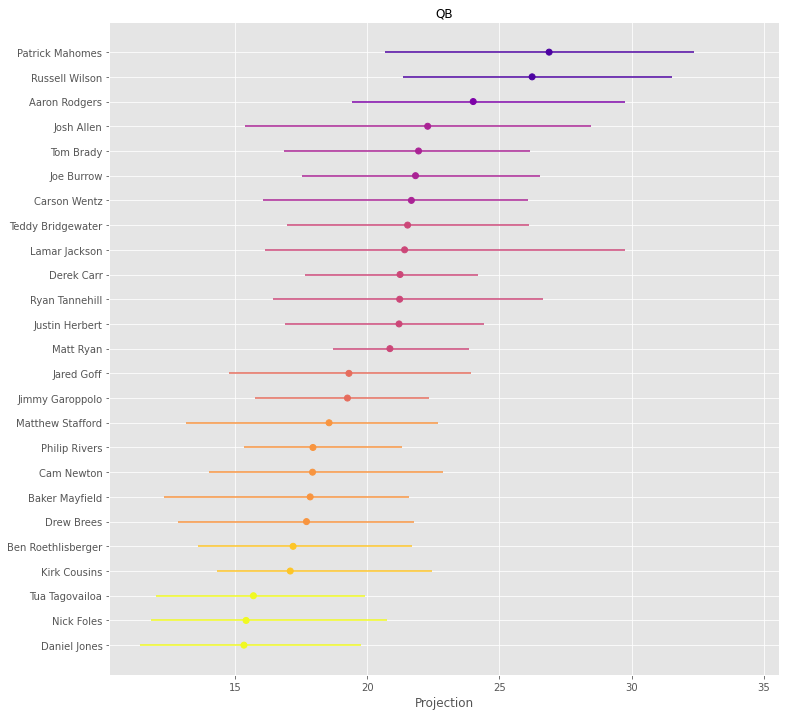 QB
Patrick Mahomes
Russell Wilson
Aaron Rodgers
Josh Allen
Tom Brady
Joe Burrow
Carson Wentz
Teddy Bridgewater
Lamar Jackson
Derek Carr
Ryan Tannehill
Justin Herbert
Matt Ryan
Jared Goff
Jimmy Garoppolo
Matthew Stafford
Philip Rivers
Cam Newton
Baker Mayfield
Drew Brees
Ben Roethlisberger
Kirk Cousins
Tua Tagovailoa
Nick Foles
Daniel Jones
15 20 25 30 35
Projection